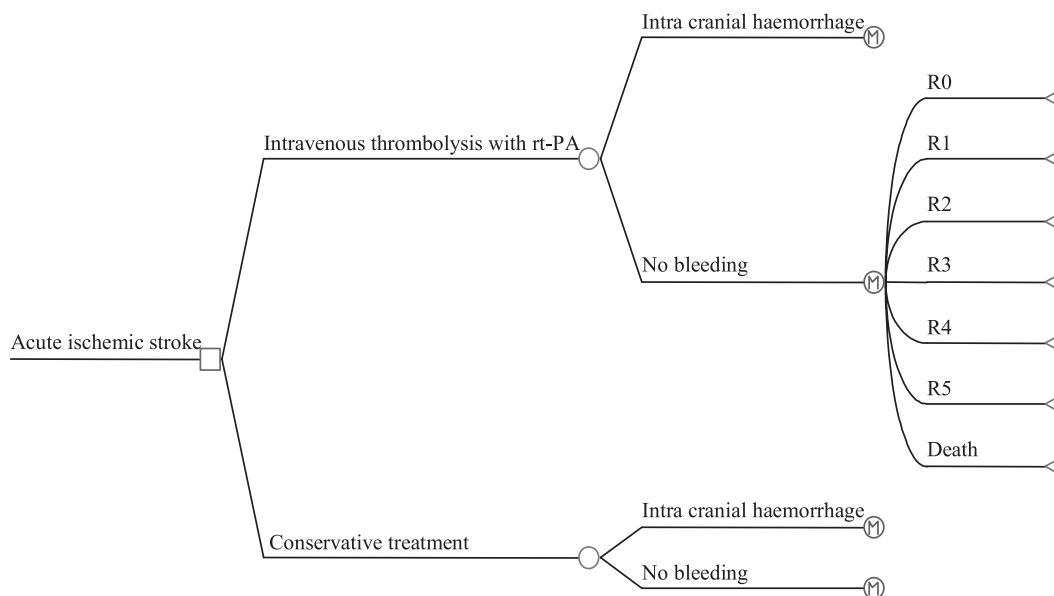 Intra cranial haemorrhage
M
R0
Intravenous thrombolysis with rt-PA
R1
R2
No bleeding
M
R3
Acute ischemic stroke
R4
R5
Death
Intra cranial haemorrhage
M
Conservative treatment
No bleeding
M